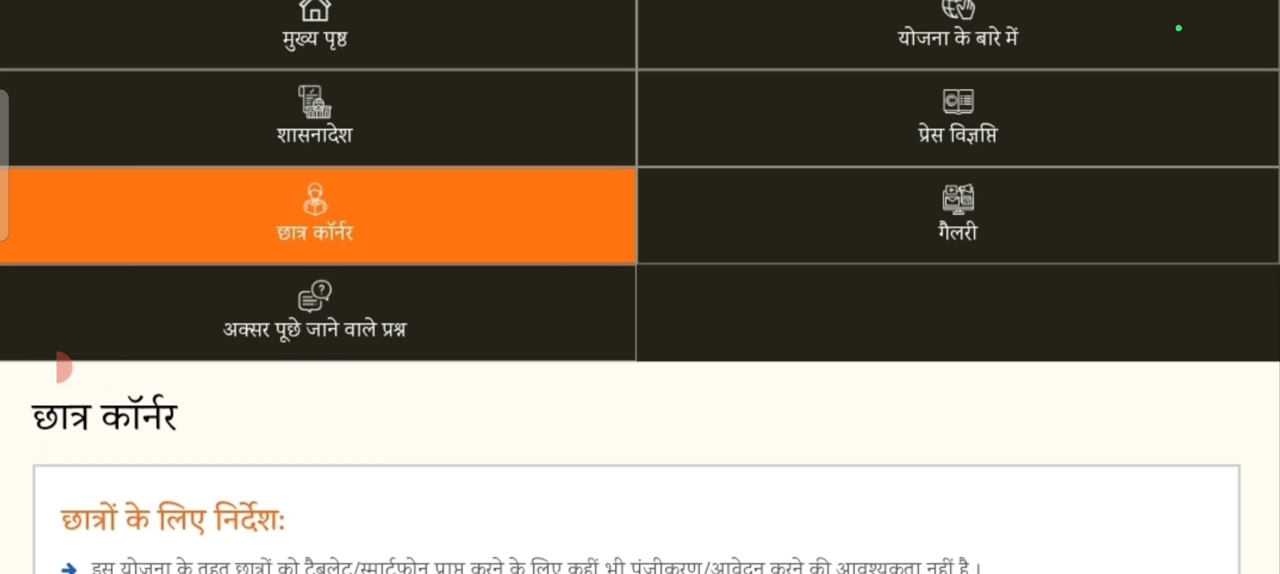 मुख्य पृष्ठ
योजना के बारे में
शासनादेश
प्रेस विज्ञप्ति
छात्र कॉर्नर
गैलरी
अक्सर पूछे जाने वाले प्रश्न
छात्र कॉर्नर
छात्रों के लिए निर्देश:
इस योजना के तहत छात्रों को टैबलेट/स्मार्टफोन प्राप्त करने के लिए कहीं भी पंजीकरण/आवेदन करने की आवश्यकता नहीं है ।